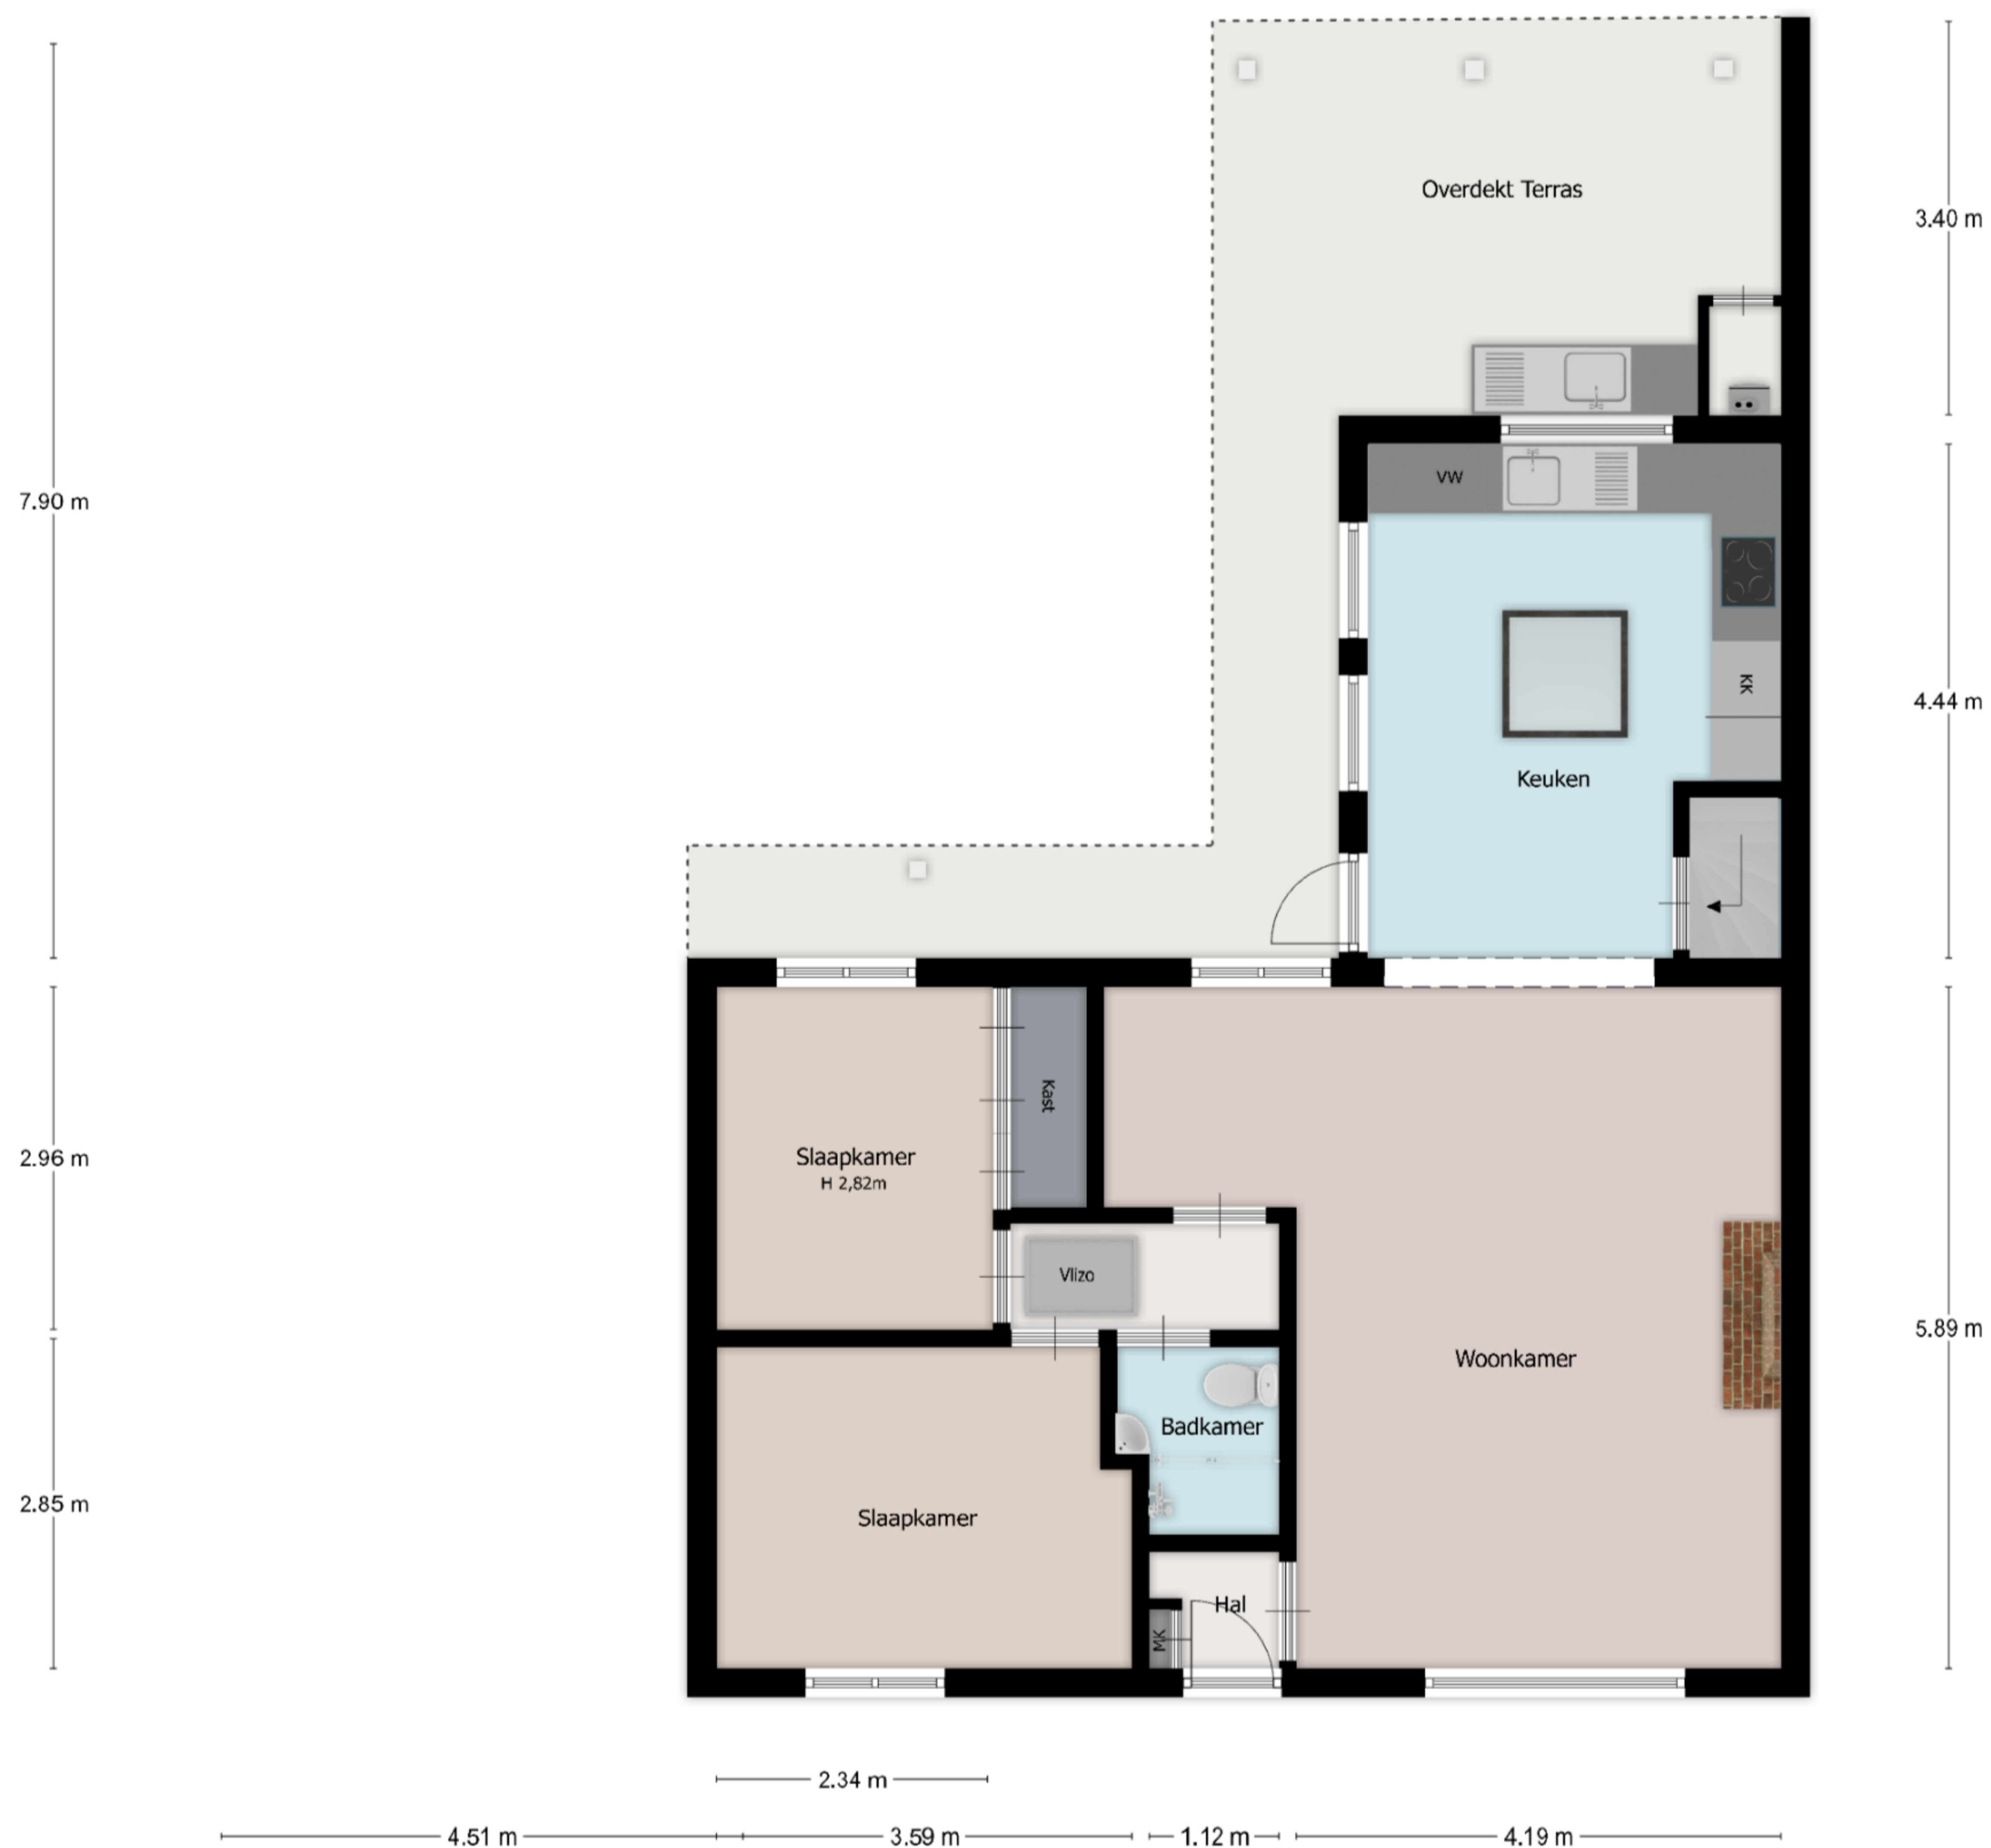 Overdekt Terras
3.40 m
7.90 m
VW
KK
4.44 m
Keuken
Kast
2.96 m
Slaapkamer
H 2,82m
Vlizo
5.89 m
Woonkamer
Badkamer
2.85 m
Slaapkamer
Hal
MK
2.34 m
4.51 m
3.59 m
1.12 m
4.19 m